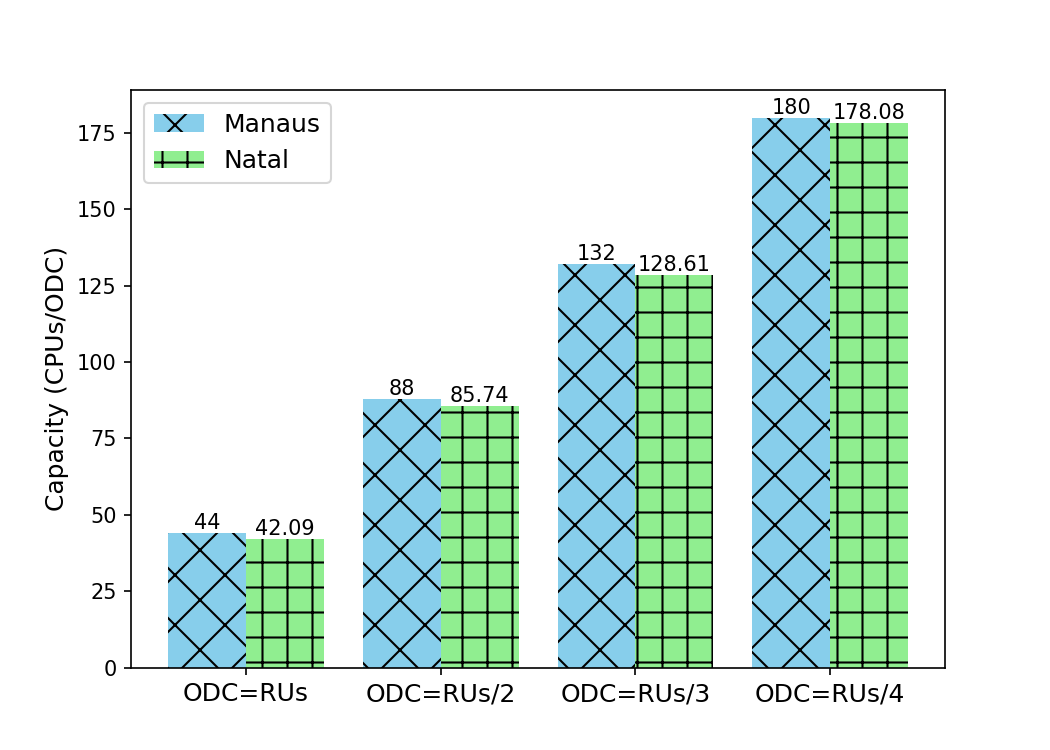 Manaus
Natal
Capacity (CPUs/ODC)
175
150
125
100
75
50
25
0
44
42.09
88
85.74
132
128.61
180
178.08
ODC=RUs
ODC=RUs/2
ODC=RUs/3
ODC=RUs/4